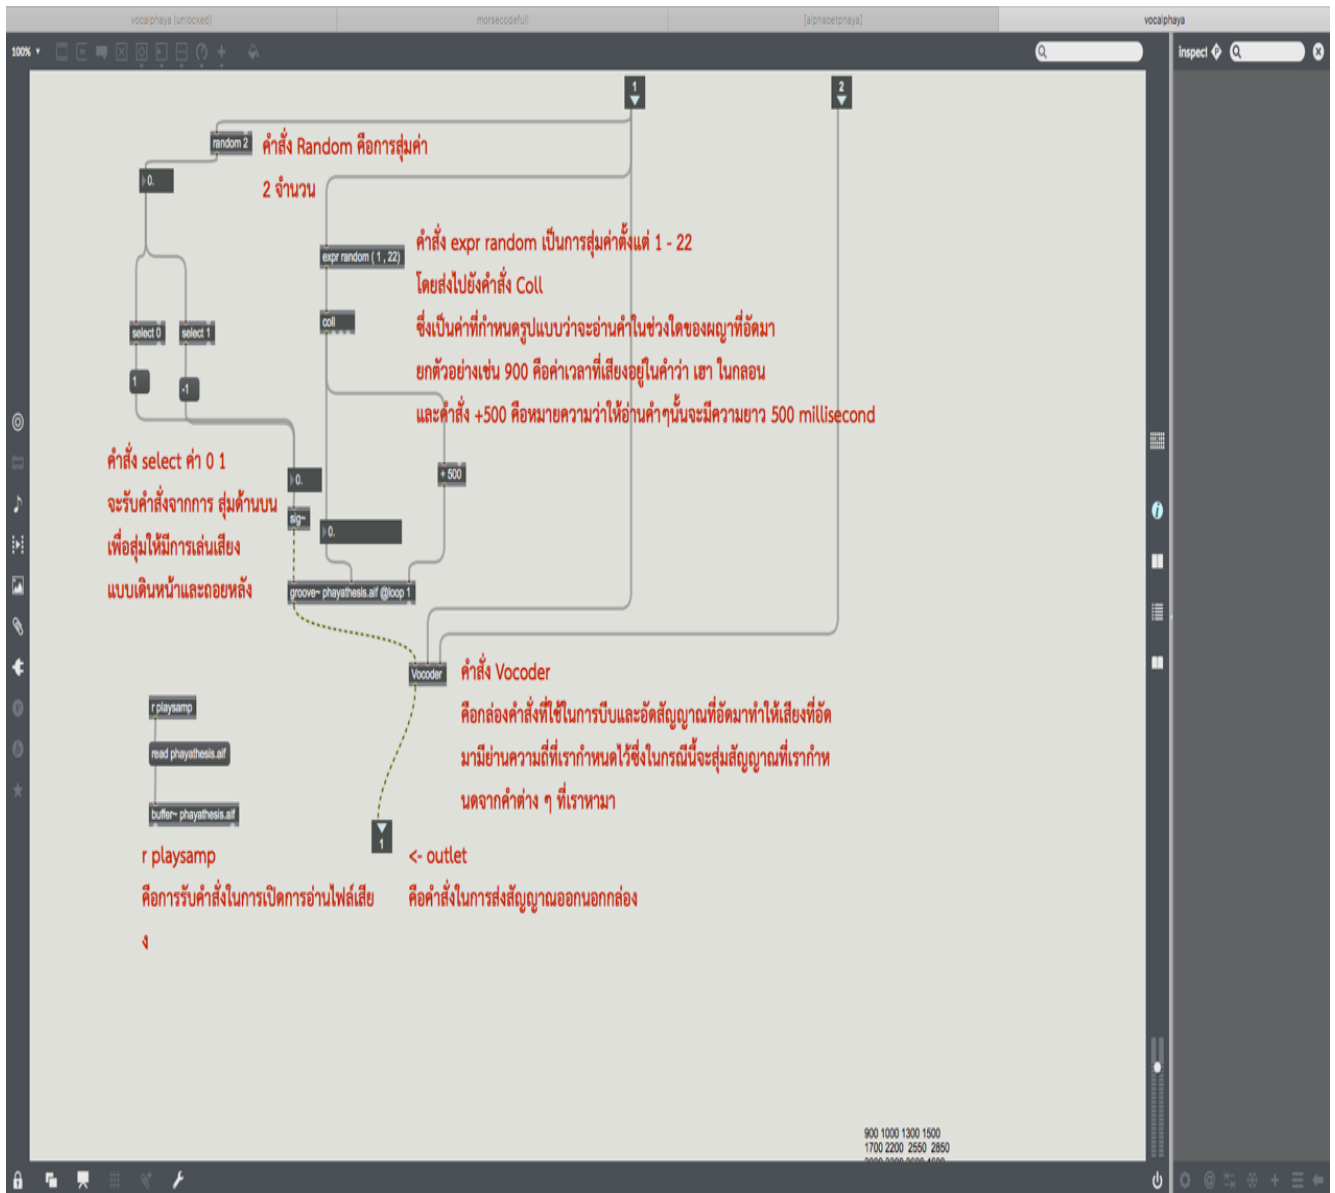 vocalphaya (unlocked)
morsecodefull
[alphabetphaya]
vocalphaya
100%
inspect
1
2
random 2
คำสั่ง Random คือการสุ่มค่า
2 จำนวน
0.
expr random ( 1 , 22)
คำสั่ง expr random เป็นการสุ่มค่าตั้งแต่ 1 - 22
โดยส่งไปยังคำสั่ง Coll
coll
ซึ่งเป็นค่าที่กำหนดรูปแบบว่าจะอ่านคำในช่วงใดของผญาที่อัดมา
select 0
select 1
ยกตัวอย่างเช่น 900 คือค่าเวลาที่เสียงอยู่ในคำว่า เฮา ในกลอน
1
-1
และคำสั่ง +500 คือหมายความว่าให้อ่านคำๆนั้นจะมีความยาว 500 millisecond
คำสั่ง select ค่า 0 1
จะรับคำสั่งจากการ สุ่มด้านบน
เพื่อสุ่มให้มีการเล่นเสียง
แบบเดินหน้าและถอยหลัง
0.
+ 500
sig~
0.
groove~ phayathesis.aif @loop 1
Vocoder
คำสั่ง Vocoder
คือกล่องคำสั่งที่ใช้ในการบีบและอัดสัญญาณที่อัดมาทำให้เสียงที่อัด
มามีย่านความถี่ที่เรากำหนดไว้ซึ่งในกรณีนี้จะสุ่มสัญญาณที่เรากำห
นดจากคำต่าง ๆ ที่เราหามา
r playsamp
read phayathesis.aif
buffer~ phayathesis.aif
1
r playsamp
คือการรับคำสั่งในการเปิดการอ่านไฟล์เสีย
ง
<- outlet
คือคำสั่งในการส่งสัญญาณออกนอกกล่อง
900 1000 1300 1500
1700 2200 2550 2850